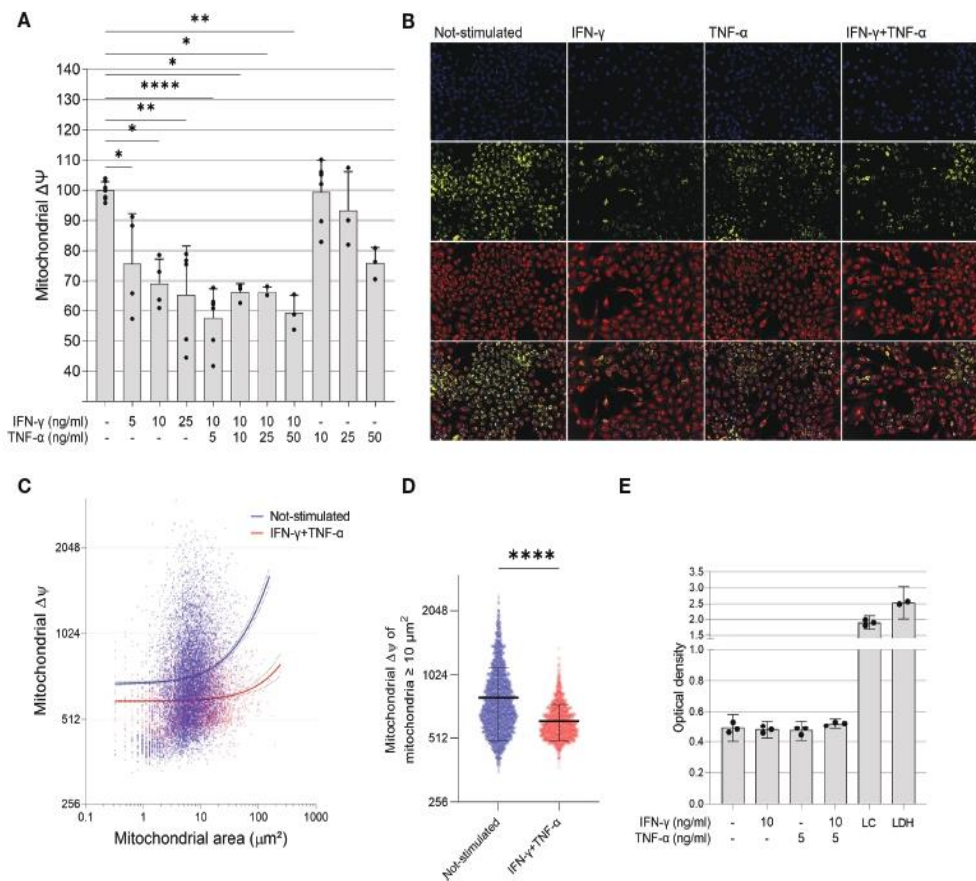 A
**
*
*
****
**
*
*
140
130
120
110
100
90
80
70
60
50
40
Mitochondrial ΔΨ
IFN-γ (ng/ml) - 5 10 25 10 10 10 10 - - -
TNF-α (ng/ml) - - - - 5 10 25 50 10 25 50
B
Not-stimulated IFN-γ TNF-α IFN-γ+TNF-α
C
Not-stimulated
IFN-γ+TNF-α
2048
1024
512
256
Mitochondrial Δψ
0.1 1 10 100 1000
Mitochondrial area (μm²)
D
****
2048
1024
512
256
Mitochondrial Δψ of
mitochondria ≥ 10 μm²
Not-stimulated
IFN-γ+TNF-α
E
3.5
3.0
2.5
2.0
1.5
1.0
0.6
0.4
0.2
0.0
Optical density
IFN-γ (ng/ml) - 10 - 10 LC LDH
TNF-α (ng/ml) - - 5 5